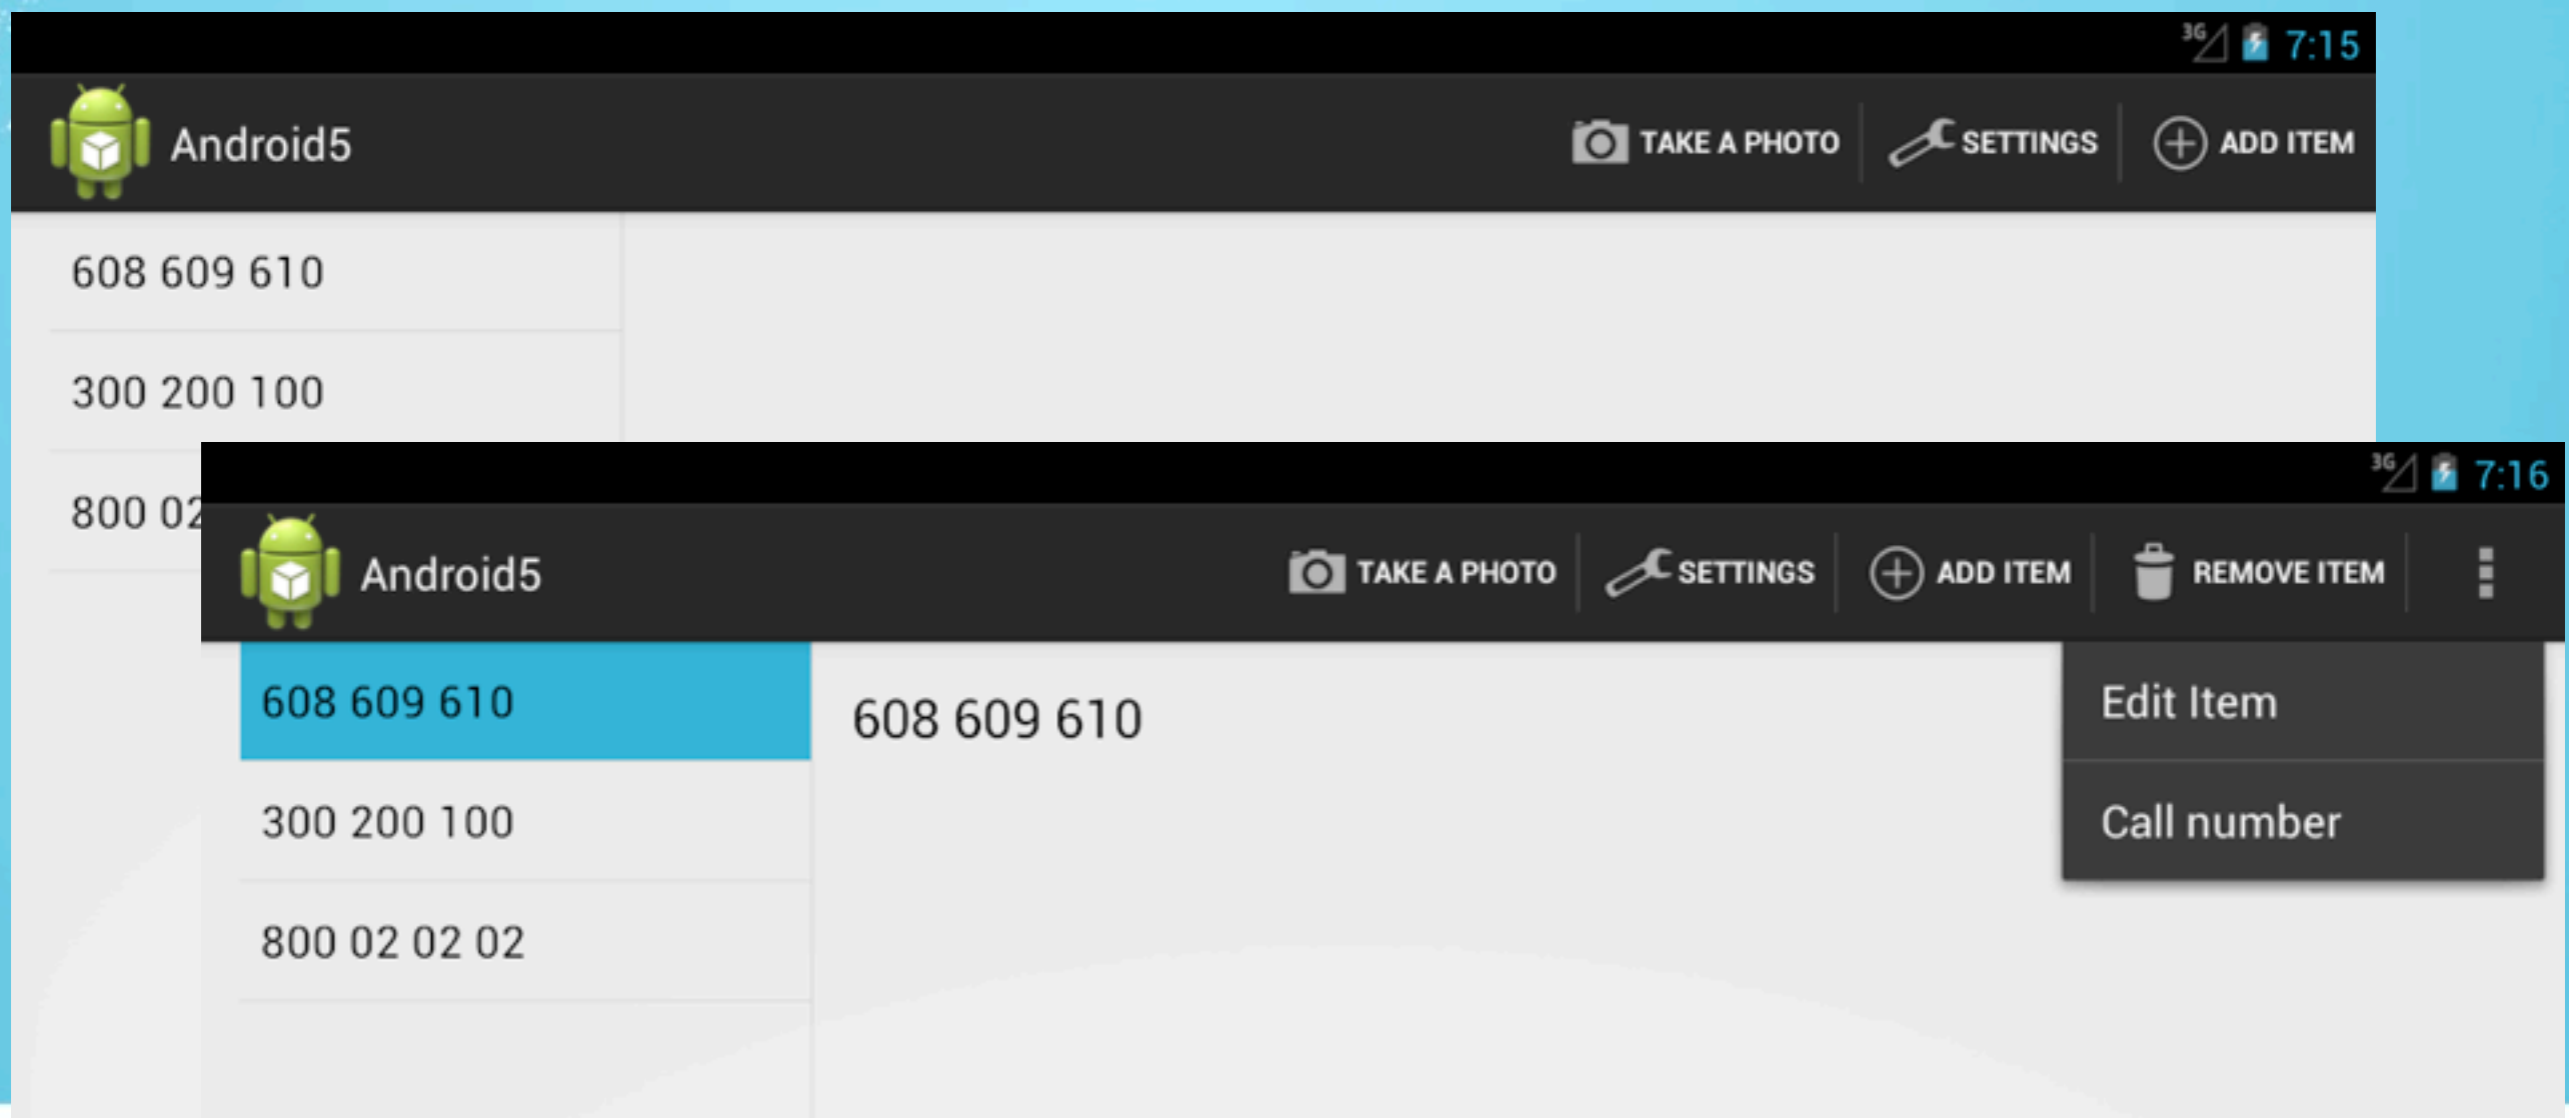 3G 7:15
Android5 TAKE A PHOTO SETTINGS ADD ITEM
608 609 610
300 200 100
800 02
3G 7:16
Android5 TAKE A PHOTO SETTINGS ADD ITEM REMOVE ITEM
608 609 610
300 200 100
800 02 02 02
608 609 610
Edit Item
Call number